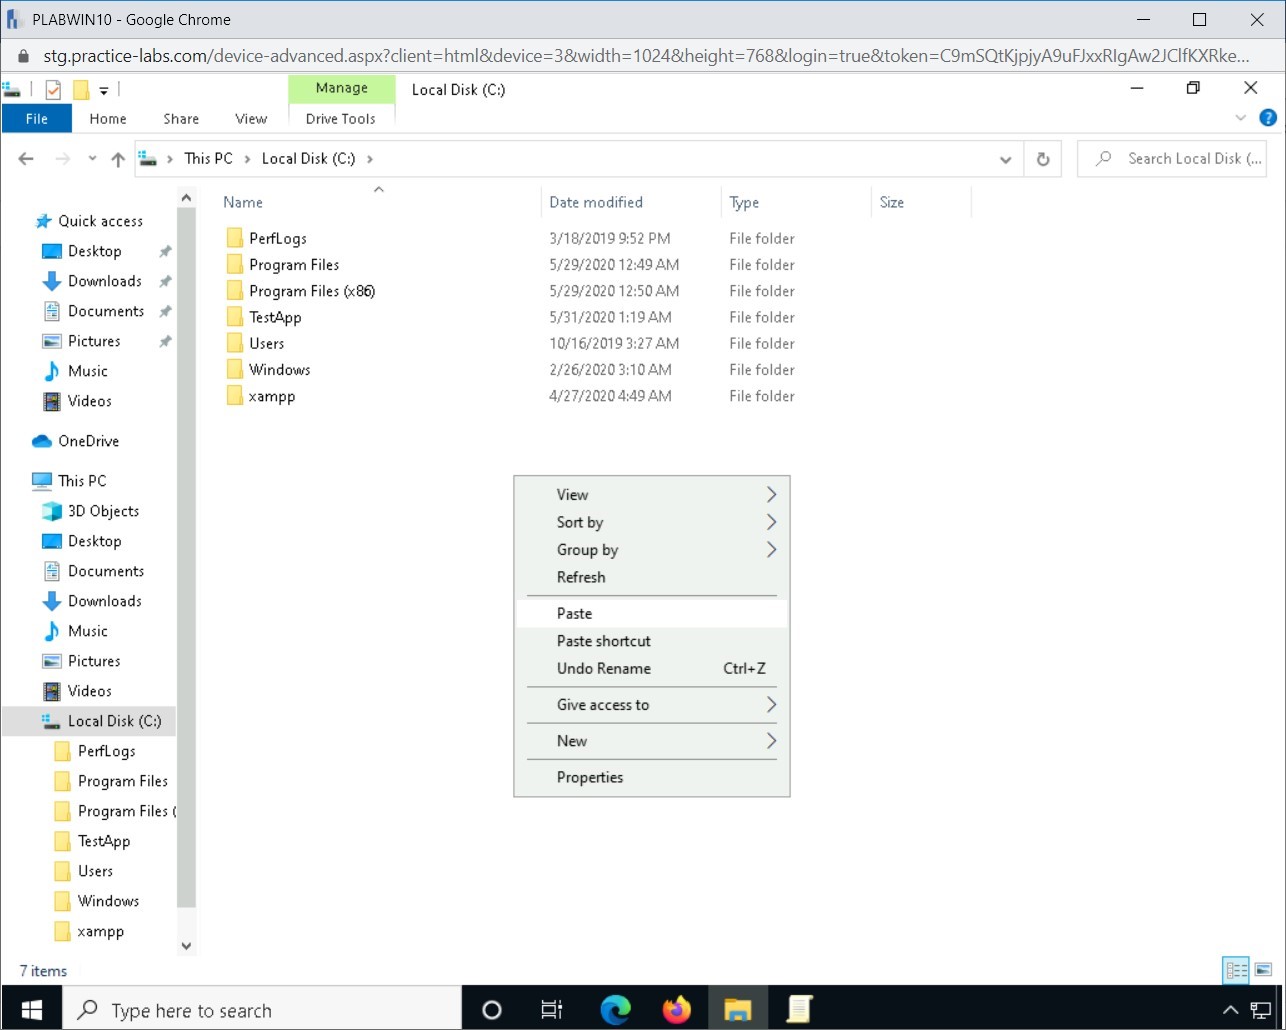 PLABWIN10 - Google Chrome
stg.practice-labs.com/device-advanced.aspx?client=html&device=3&width=1024&height=768&login=true&token=C9mSQtKjpjyA9uFJxxRIgAw2JClfKXRke...
Manage
Local Disk (C:)
File
Home
Share
View
Drive Tools
This PC
Local Disk (C:)
Search Local Disk (...
Name
Date modified
Type
Size
PerfLogs 3/18/2019 9:52 PM File folder
Program Files 5/29/2020 12:49 AM File folder
Program Files (x86) 5/29/2020 12:50 AM File folder
TestApp 5/31/2020 1:19 AM File folder
Users 10/16/2019 3:27 AM File folder
Windows 2/26/2020 3:10 AM File folder
xampp 4/27/2020 4:49 AM File folder
Quick access
Desktop
Downloads
Documents
Pictures
Music
Videos
OneDrive
This PC
3D Objects
Desktop
Documents
Downloads
Music
Pictures
Videos
Local Disk (C:)
PerfLogs
Program Files
Program Files (
TestApp
Users
Windows
xampp
View
Sort by
Group by
Refresh
Paste
Paste shortcut
Undo Rename Ctrl+Z
Give access to
New
Properties
7 items
Type here to search